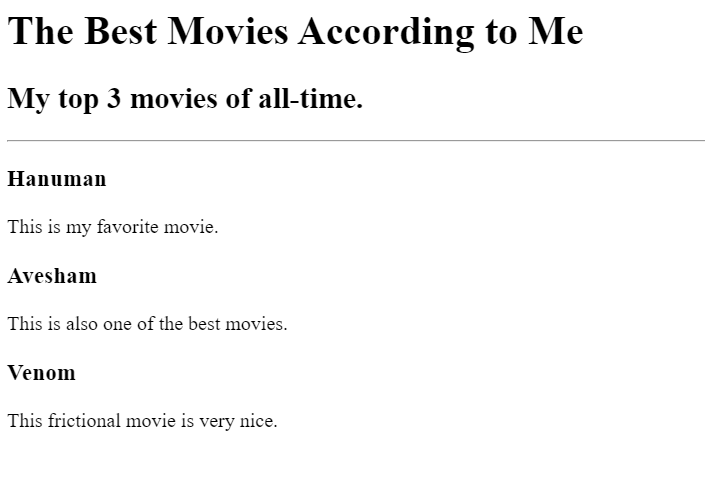 The Best Movies According to Me
My top 3 movies of all-time.
Hanuman
This is my favorite movie.
Avesham
This is also one of the best movies.
Venom
This frictional movie is very nice.